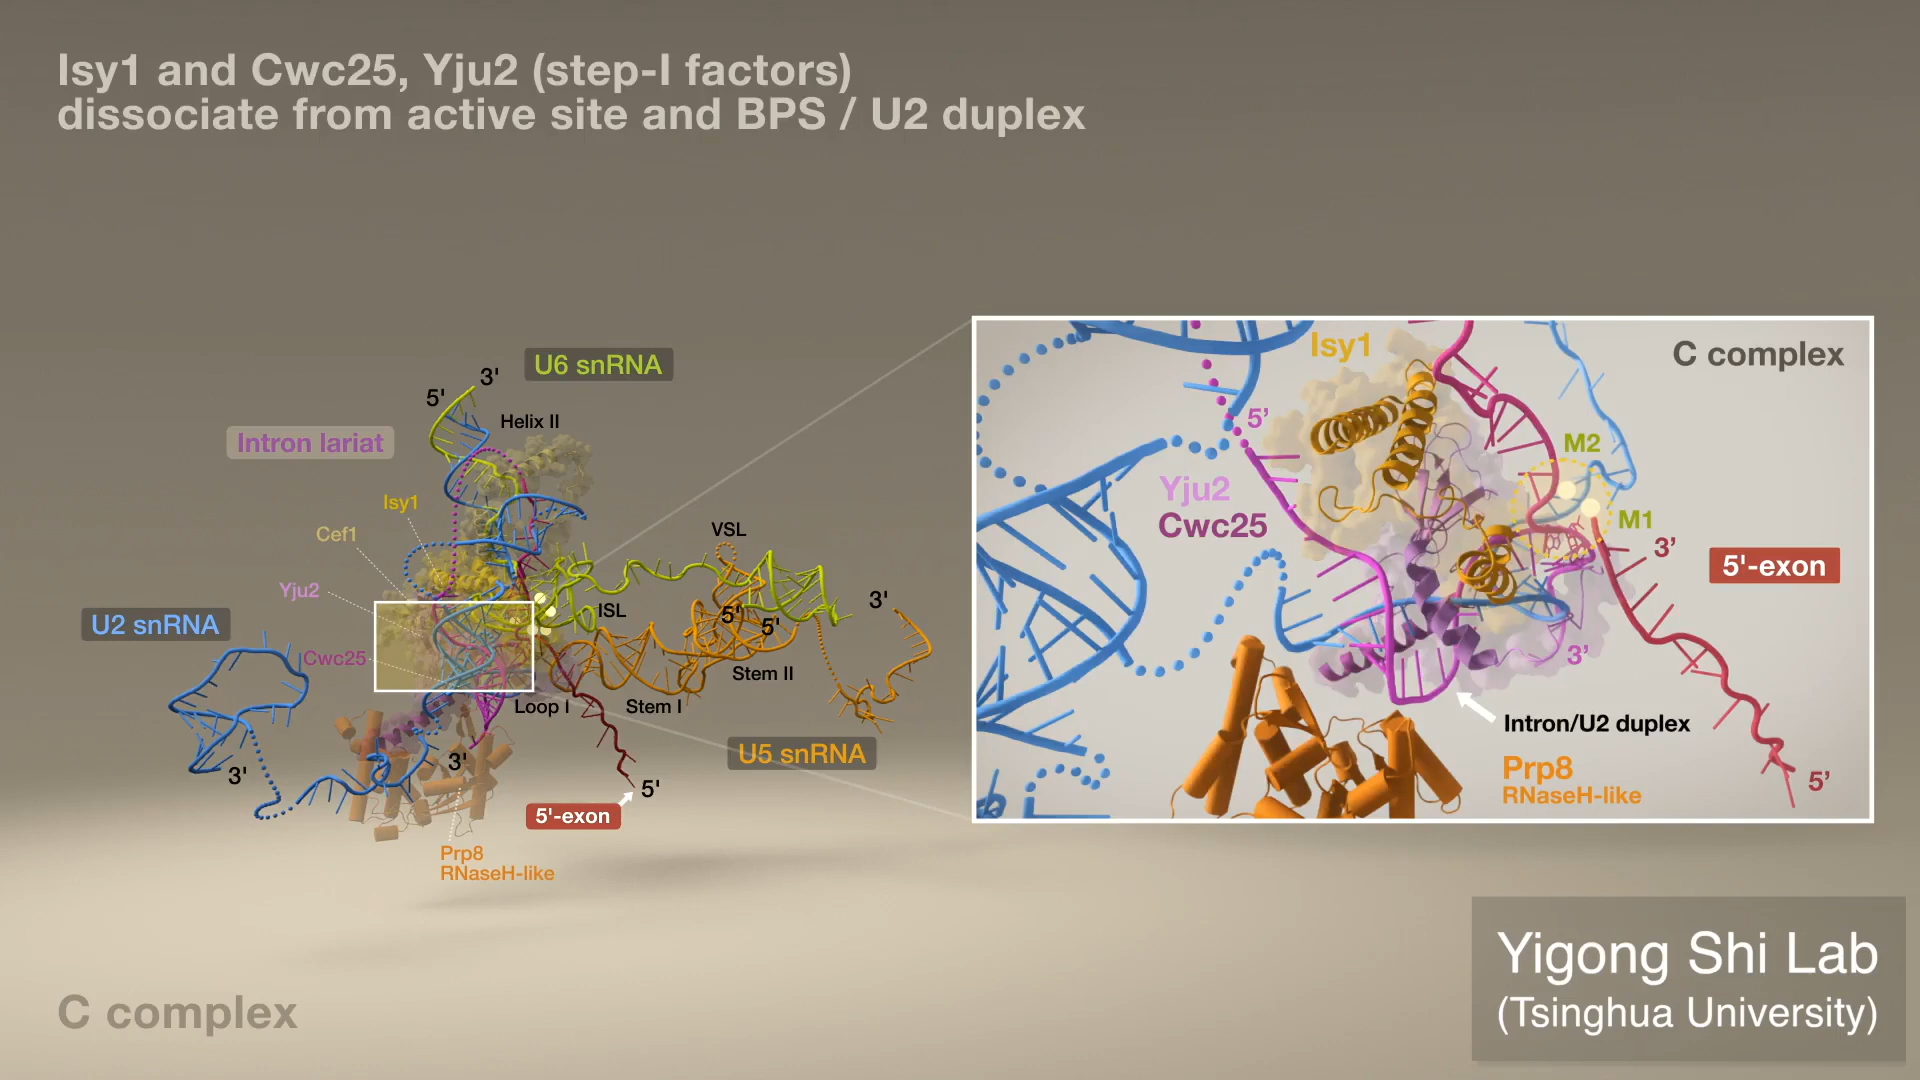 Isy1 and Cwc25, Yju2 (step-I factors)
dissociate from active site and BPS / U2 duplex
3'
U6 snRNA
5'
Helix II
Intron lariat
Isy1
Cef1
VSL
Yju2
U2 snRNA
ISL
5'
5'
3'
Cwc25
Stem II
Loop I
Stem I
3'
3'
U5 snRNA
5'
5'-exon
Prp8
RNaseH-like
Isy1
C complex
5’
M2
Yju2
Cwc25
M1
3’
5'-exon
3’
Intron/U2 duplex
Prp8
RNaseH-like
5’
Yigong Shi Lab
(Tsinghua University)
C complex